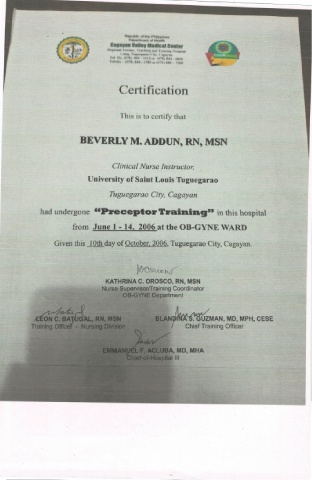 Republic of the Philippines
Department of Health
Cagayan Valley Medical Center
Certification
This is to certify that
BEVERLY M. ADDUN, RN, MSN
Clinical Nurse Instructor,
University of Saint Louis Tuguegarao
Tuguegarao City, Cagayan
had undergone "Preceptor Training" in this hospital
from June 1 - 14, 2006 at the OB-GYNE WARD
Given this 10th day of October, 2006, Tuguegarao City, Cagayan.
KATHRINA C. OROSCO, RN, MSN
Nurse Supervisor/Training Coordinator
OB-GYNE Department
LEON C. BATUGAL, RN, MSN
Training Officer - Nursing Division
BLANDINA S. GUZMAN, MD, MPH, CESE
Chief Training Officer
EMMANUEL F. ACLUBA, MD, MHA
Chief-of-Hospital III